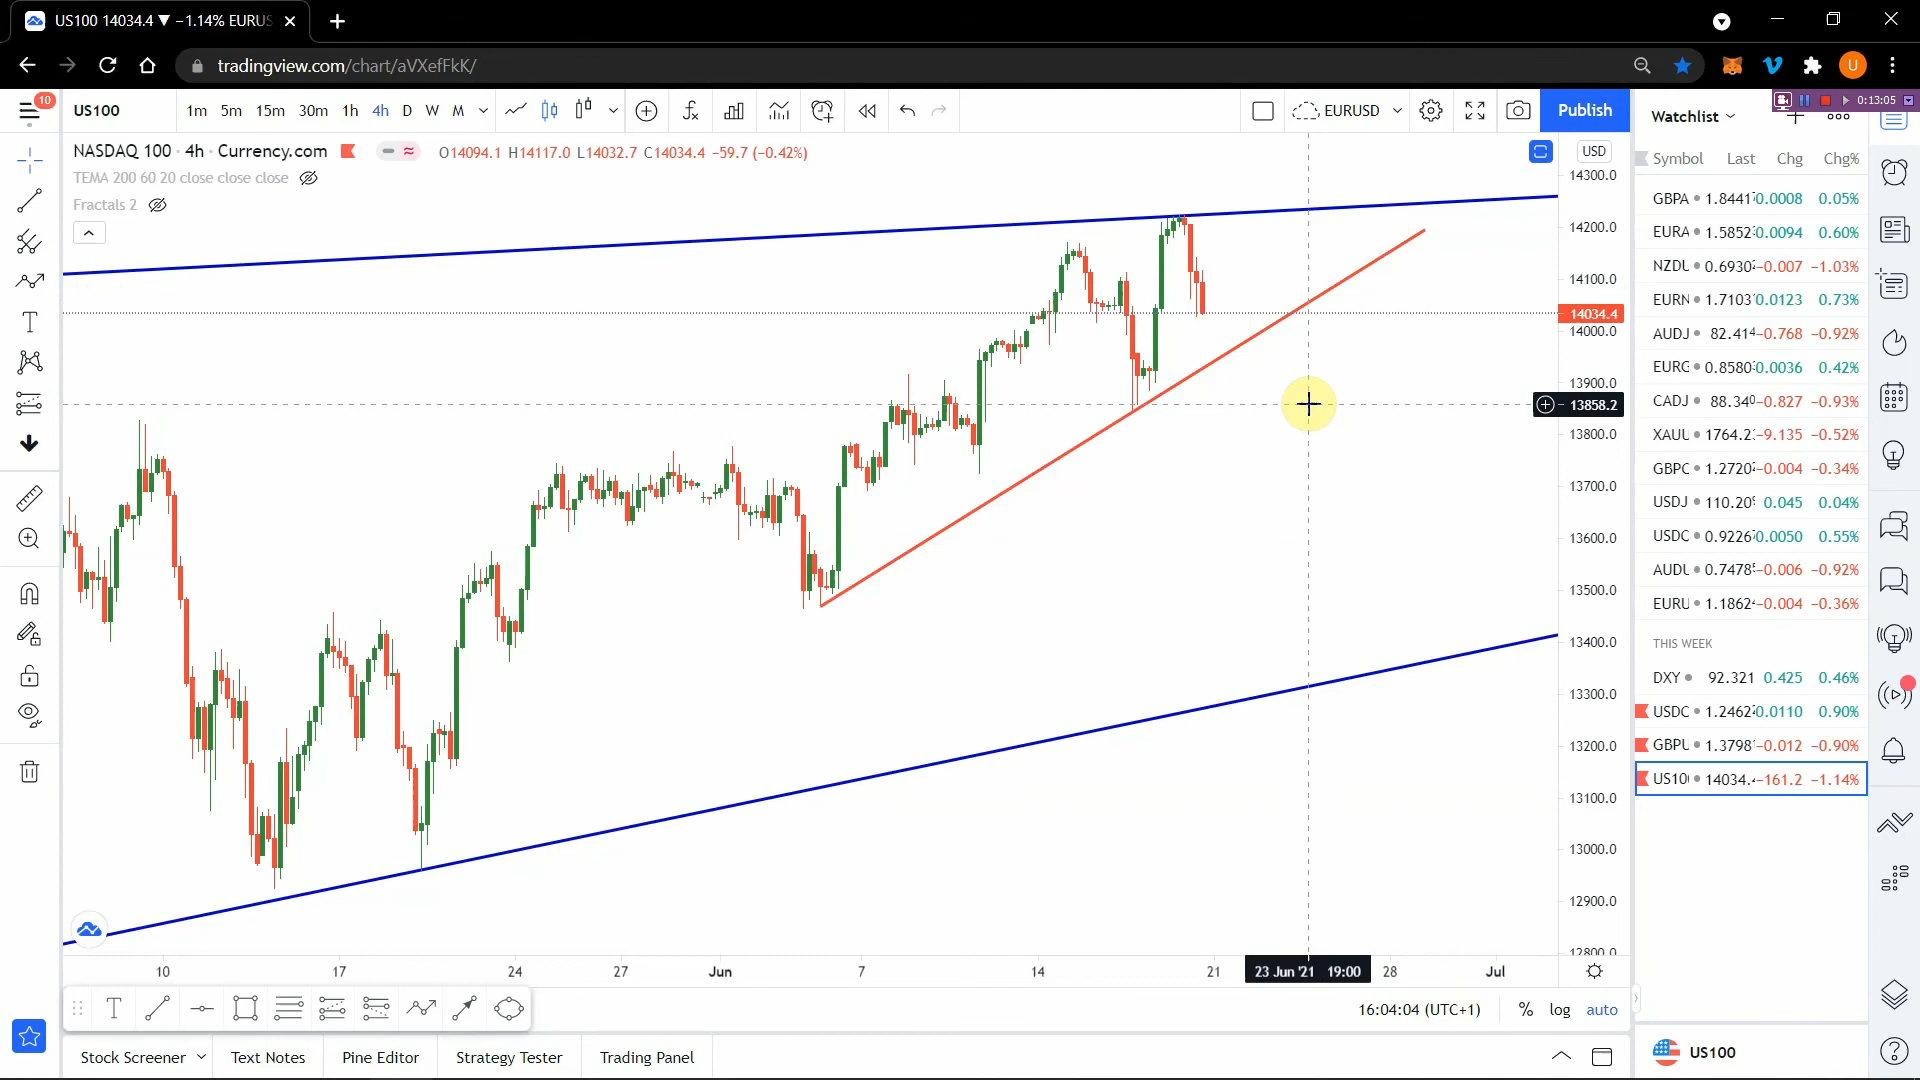 US100 14034.4 ▼ −1.14% EURUS
tradingview.com/chart/aVXefFkK/
10
US100
1m 5m 15m 30m 1h 4h D W M
EURUSD
Publish
0:13:05
Watchlist
NASDAQ 100 · 4h · Currency.com
O14094.1 H14117.0 L14032.7 C14034.4 −59.7 (−0.42%)
TEMA 200 60 20 close close close
Fractals 2
USD
14300.0
14200.0
14100.0
14034.4
14000.0
13900.0
13858.2
13800.0
13700.0
13600.0
13500.0
13400.0
13300.0
13200.0
13100.0
13000.0
12900.0
12800.0
Symbol Last Chg Chg%
GBPA 1.8441 0.0008 0.05%
EURA 1.5852 0.0094 0.60%
NZDU 0.6930 −0.007 −1.03%
EURN 1.7103 0.0123 0.73%
AUDJ 82.414 −0.768 −0.92%
EURG 0.8580 0.0036 0.42%
CADJ 88.340 −0.827 −0.93%
XAUU 1764.2 −9.135 −0.52%
GBPC 1.2720 −0.004 −0.34%
USDJ 110.20 0.045 0.04%
USDC 0.9226 0.0050 0.55%
AUDU 0.7478 −0.006 −0.92%
EURU 1.1862 −0.004 −0.36%
THIS WEEK
DXY 92.321 0.425 0.46%
USDC 1.2462 0.0110 0.90%
GBPU 1.3798 −0.012 −0.90%
US10 14034. −161.2 −1.14%
10 17 24 27 Jun 7 14 21 23 Jun '21 19:00 28 Jul
16:04:04 (UTC+1) % log auto
Stock Screener Text Notes Pine Editor Strategy Tester Trading Panel
US100